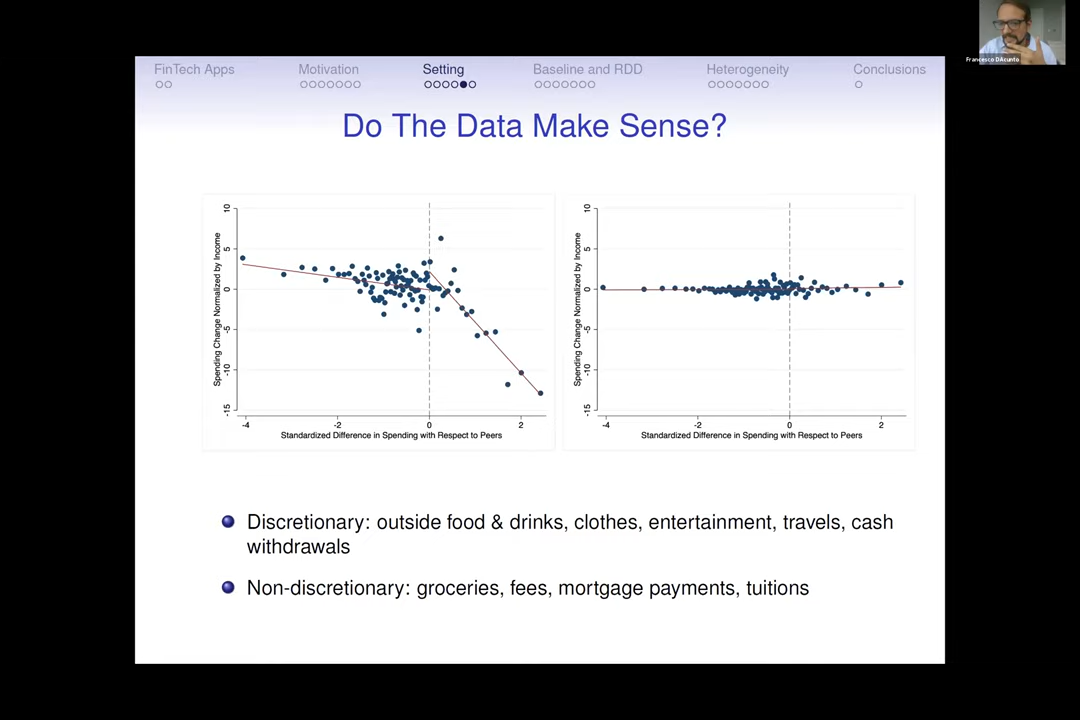 Francesco D'Acunto
FinTech Apps Motivation Setting Baseline and RDD Heterogeneity Conclusions
Do The Data Make Sense?
Spending Change Normalized by Income
10
5
0
-5
-10
-15
-4 -2 0 2
Standardized Difference in Spending with Respect to Peers
Spending Change Normalized by Income
10
5
0
-5
-10
-15
-4 -2 0 2
Standardized Difference in Spending with Respect to Peers
Discretionary: outside food & drinks, clothes, entertainment, travels, cash
withdrawals
Non-discretionary: groceries, fees, mortgage payments, tuitions